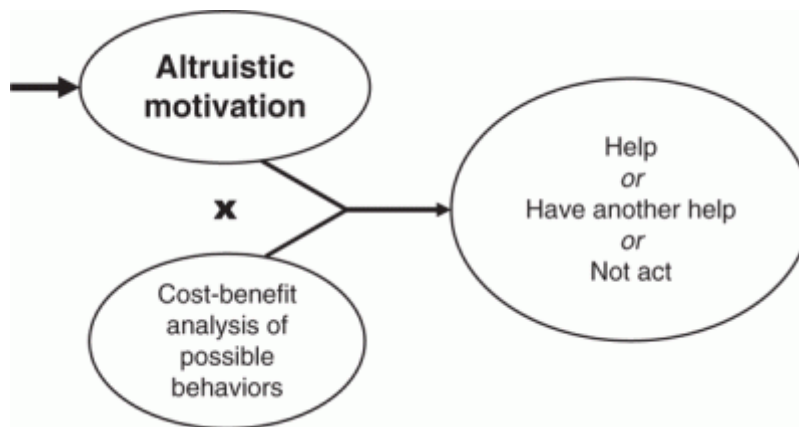 Altruistic
motivation
x
Cost-benefit
analysis of
possible
behaviors
Help
or
Have another help
or
Not act